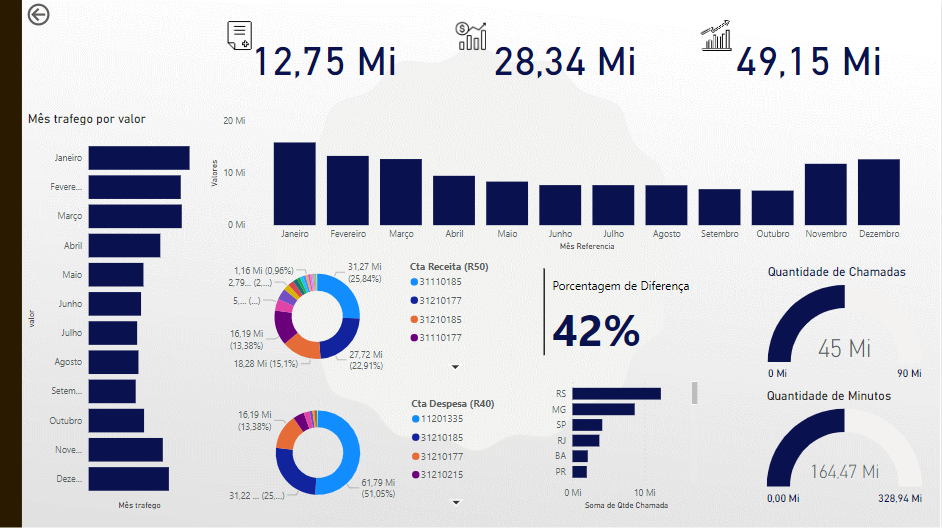 12,75 Mi
28,34 Mi
49,15 Mi
Mês trafego por valor
Janeiro
Fevere...
Março
Abril
Maio
Junho
Julho
Agosto
Setem...
Outubro
Nove...
Deze...
valor
Mês trafego
20 Mi
10 Mi
0 Mi
Valores
Janeiro Fevereiro Março Abril Maio Junho Julho Agosto Setembro Outubro Novembro Dezembro
Mês Referencia
1,16 Mi (0,96%)
2,79... (2,...)
5,... (...)
16,19 Mi
(13,38%)
18,28 Mi (15,1%)
31,27 Mi
(25,84%)
27,72 Mi
(22,91%)
Cta Receita (R50)
31110185
31210177
31210185
31110177
16,19 Mi
(13,38%)
31,22 ... (25,...)
61,79 Mi
(51,05%)
Cta Despesa (R40)
11201335
31210185
31210177
31210215
Porcentagem de Diferença
42%
RS
MG
SP
RJ
BA
PR
0 Mi 10 Mi
Soma de Qtde Chamada
Quantidade de Chamadas
45 Mi
0 Mi 90 Mi
Quantidade de Minutos
164,47 Mi
0,00 Mi 328,94 Mi